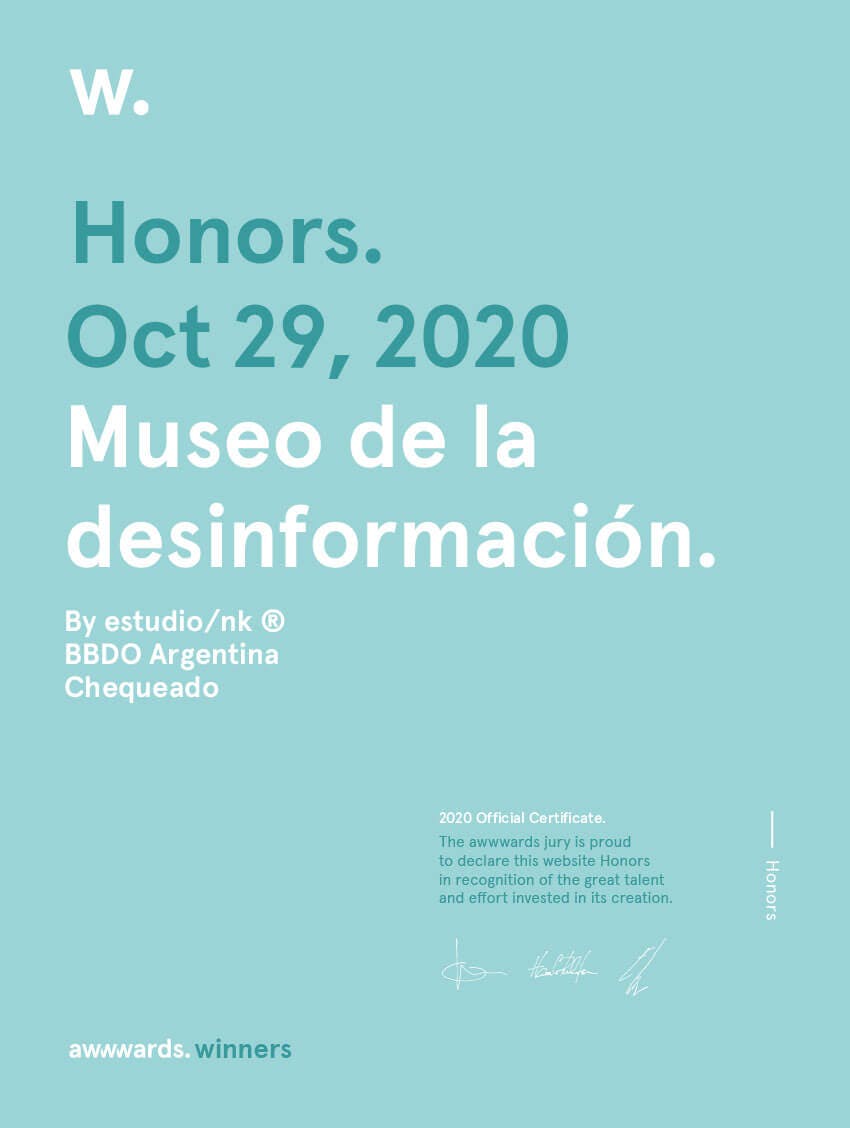 w.
Honors.
Oct 29, 2020
Museo de la
desinformación.
By estudio/nk ®
BBDO Argentina
Chequeado
2020 Official Certificate.
The awwwards jury is proud
to declare this website Honors
in recognition of the great talent
and effort invested in its creation.
Honors
awwwards.winners